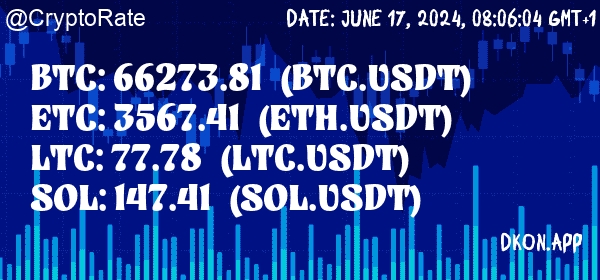 @CryptoRate
DATE: JUNE 17, 2024, 08:06:04 GMT+1
BTC: 66273.81 (BTC.USDT)
ETC: 3567.41 (ETH.USDT)
LTC: 77.78 (LTC.USDT)
SOL: 147.41 (SOL.USDT)
DKON.APP